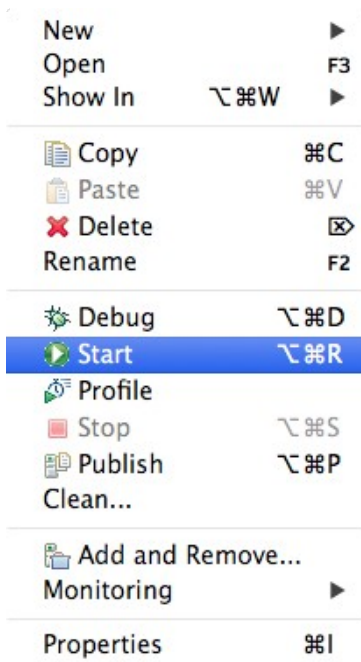 New
Open F3
Show In ⌥⌘W
Copy ⌘C
Paste ⌘V
Delete ⌦
Rename F2
Debug ⌥⌘D
Start ⌥⌘R
Profile
Stop ⌥⌘S
Publish ⌥⌘P
Clean...
Add and Remove...
Monitoring
Properties ⌘I